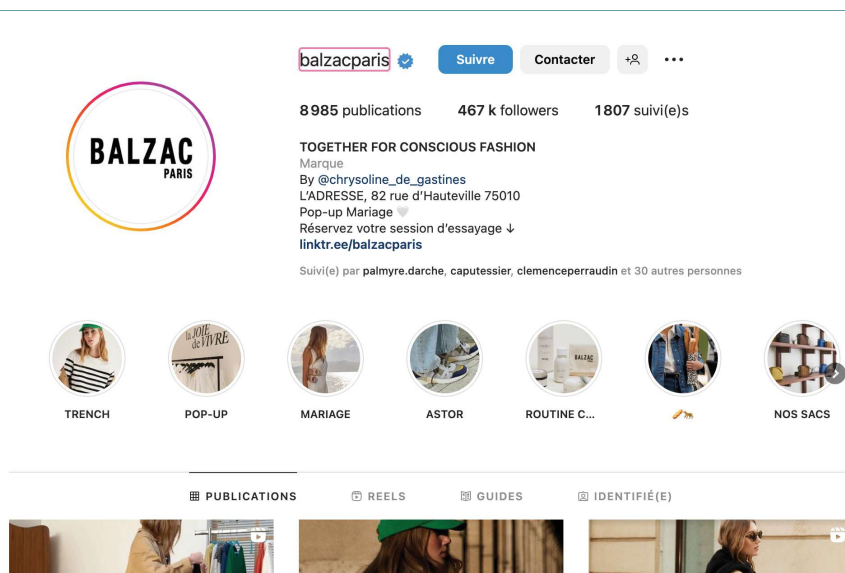 balzacparis
Suivre
Contacter
8 985 publications
467 k followers
1 807 suivi(e)s
BALZAC
PARIS
TOGETHER FOR CONSCIOUS FASHION
Marque
By @chrysoline_de_gastines
L'ADRESSE, 82 rue d'Hauteville 75010
Pop-up Mariage 🤍
Réservez votre session d'essayage ↓
linktr.ee/balzacparis
Suivi(e) par palmyre.darche, caputessier, clemenceperraudin et 30 autres personnes
la JOIE
de VIVRE
BALZAC
TRENCH
POP-UP
MARIAGE
ASTOR
ROUTINE C...
🥖🐆
NOS SACS
PUBLICATIONS
REELS
GUIDES
IDENTIFIÉ(E)